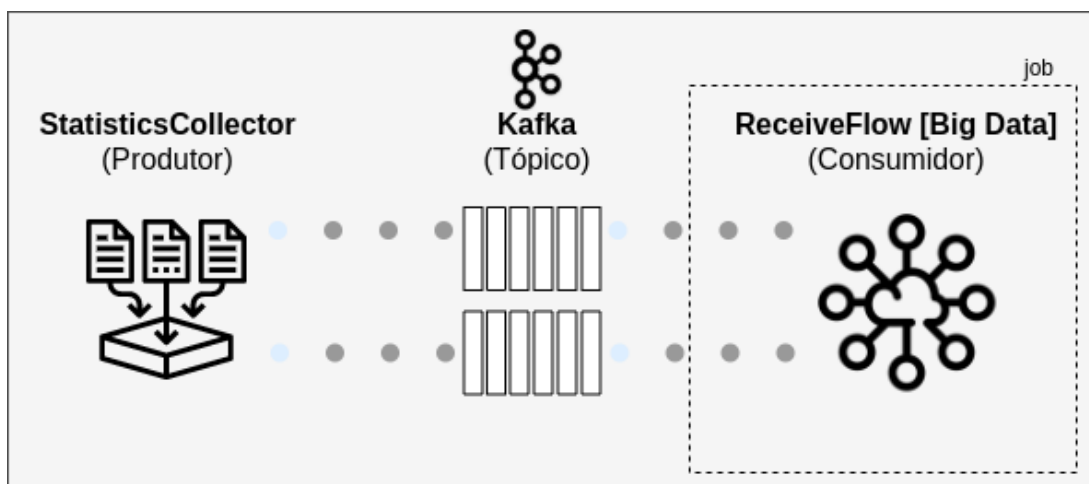 job
StatisticsCollector
(Produtor)
Kafka
(Tópico)
ReceiveFlow [Big Data]
(Consumidor)